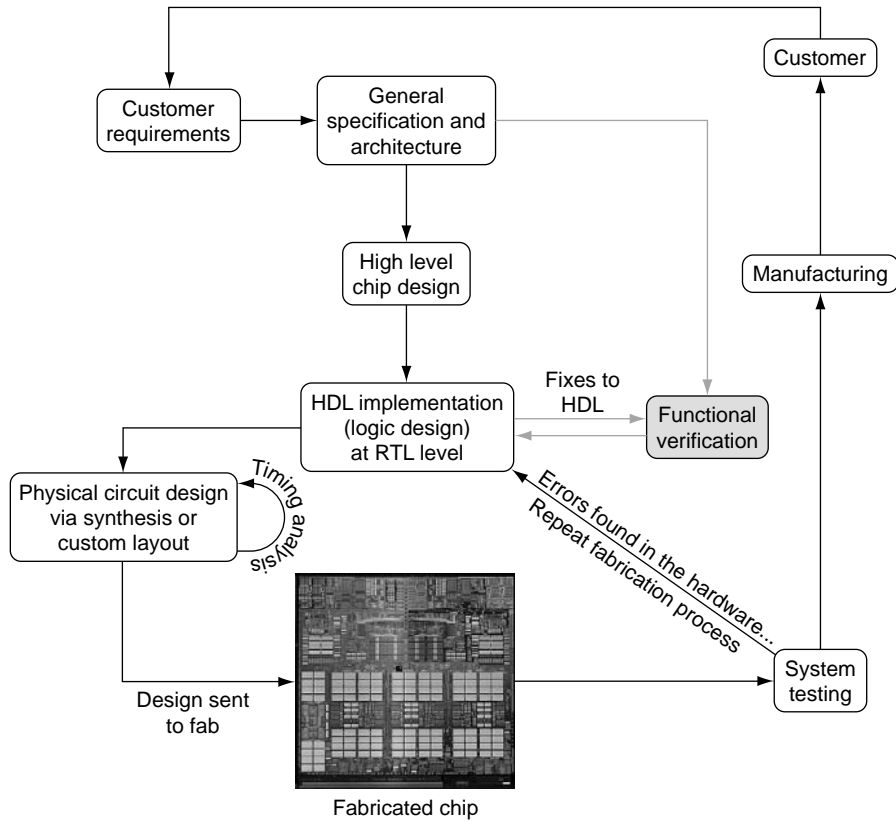 Customer
Customer
requirements
General
specification and
architecture
High level
chip design
Manufacturing
HDL implementation
(logic design)
at RTL level
Fixes to
HDL
Functional
verification
Physical circuit design
via synthesis or
custom layout
Timing analysis
Errors found in the hardware...
Repeat fabrication process
System
testing
Design sent
to fab
Fabricated chip